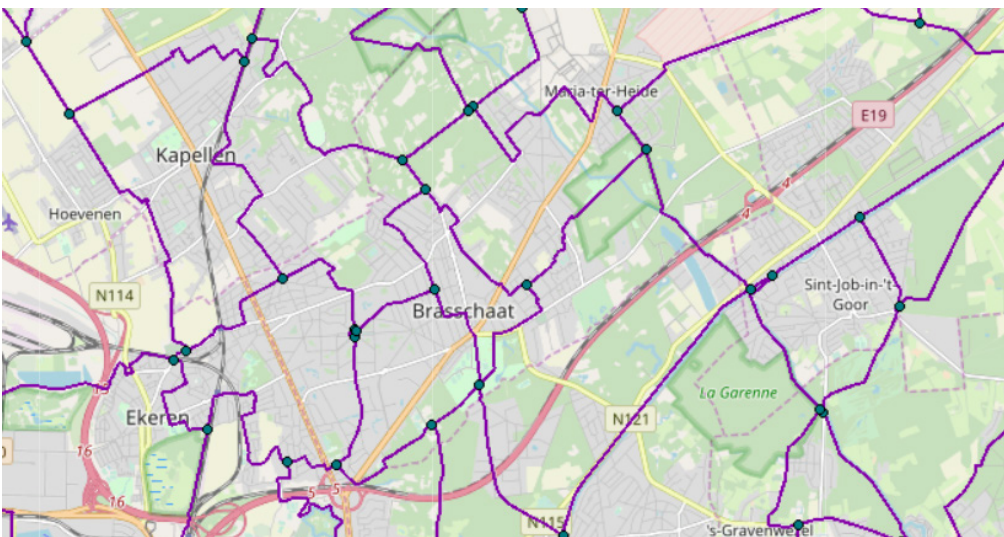 Maria-ter-Heide
E19
Kapellen
4
4
Hoevenen
N114
Sint-Job-in-'t-
Goor
Brasschaat
13
La Garenne
Ekeren
N121
16
5
5
16
N115
's-Gravenwezel